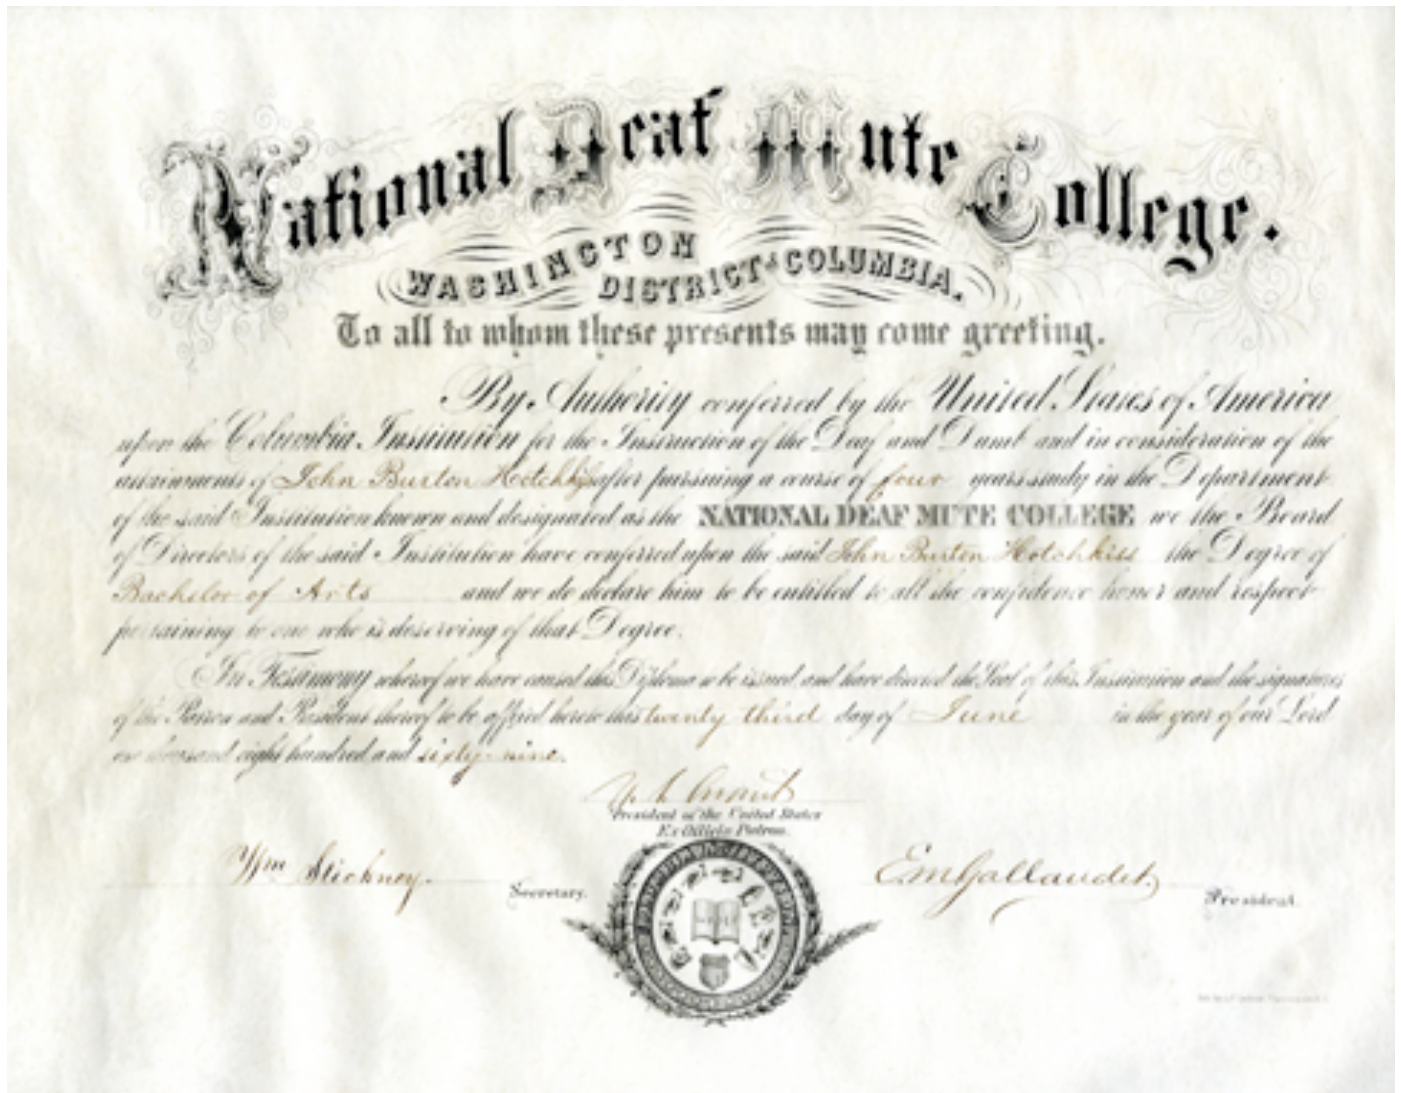 National Deaf Mute College.
WASHINGTON
DISTRICT OF COLUMBIA.
To all to whom these presents may come greeting.
By Authority conferred by the United States of America
upon the Columbia Institution for the Instruction of the Deaf and Dumb and in consideration of the
attainments of John Burton Hotchkiss after pursuing a course of four years study in the Department
of the said Institution known and designated as the NATIONAL DEAF MUTE COLLEGE we the Board
of Directors of the said Institution have conferred upon the said John Burton Hotchkiss the Degree of
Bachelor of Arts and we do declare him to be entitled to all the confidence honor and respect
pertaining to one who is deserving of that Degree.
In Testimony whereof we have caused this Diploma to be issued and have directed the Seal of this Institution and the signatures
of the Patron and President thereof to be affixed hereto this twenty third day of June in the year of our Lord
one thousand eight hundred and sixty-nine.
U. S. Grant
President of the United States
Ex Officio Patron.
Wm Stickney.
Secretary.
E M Gallaudet
President.